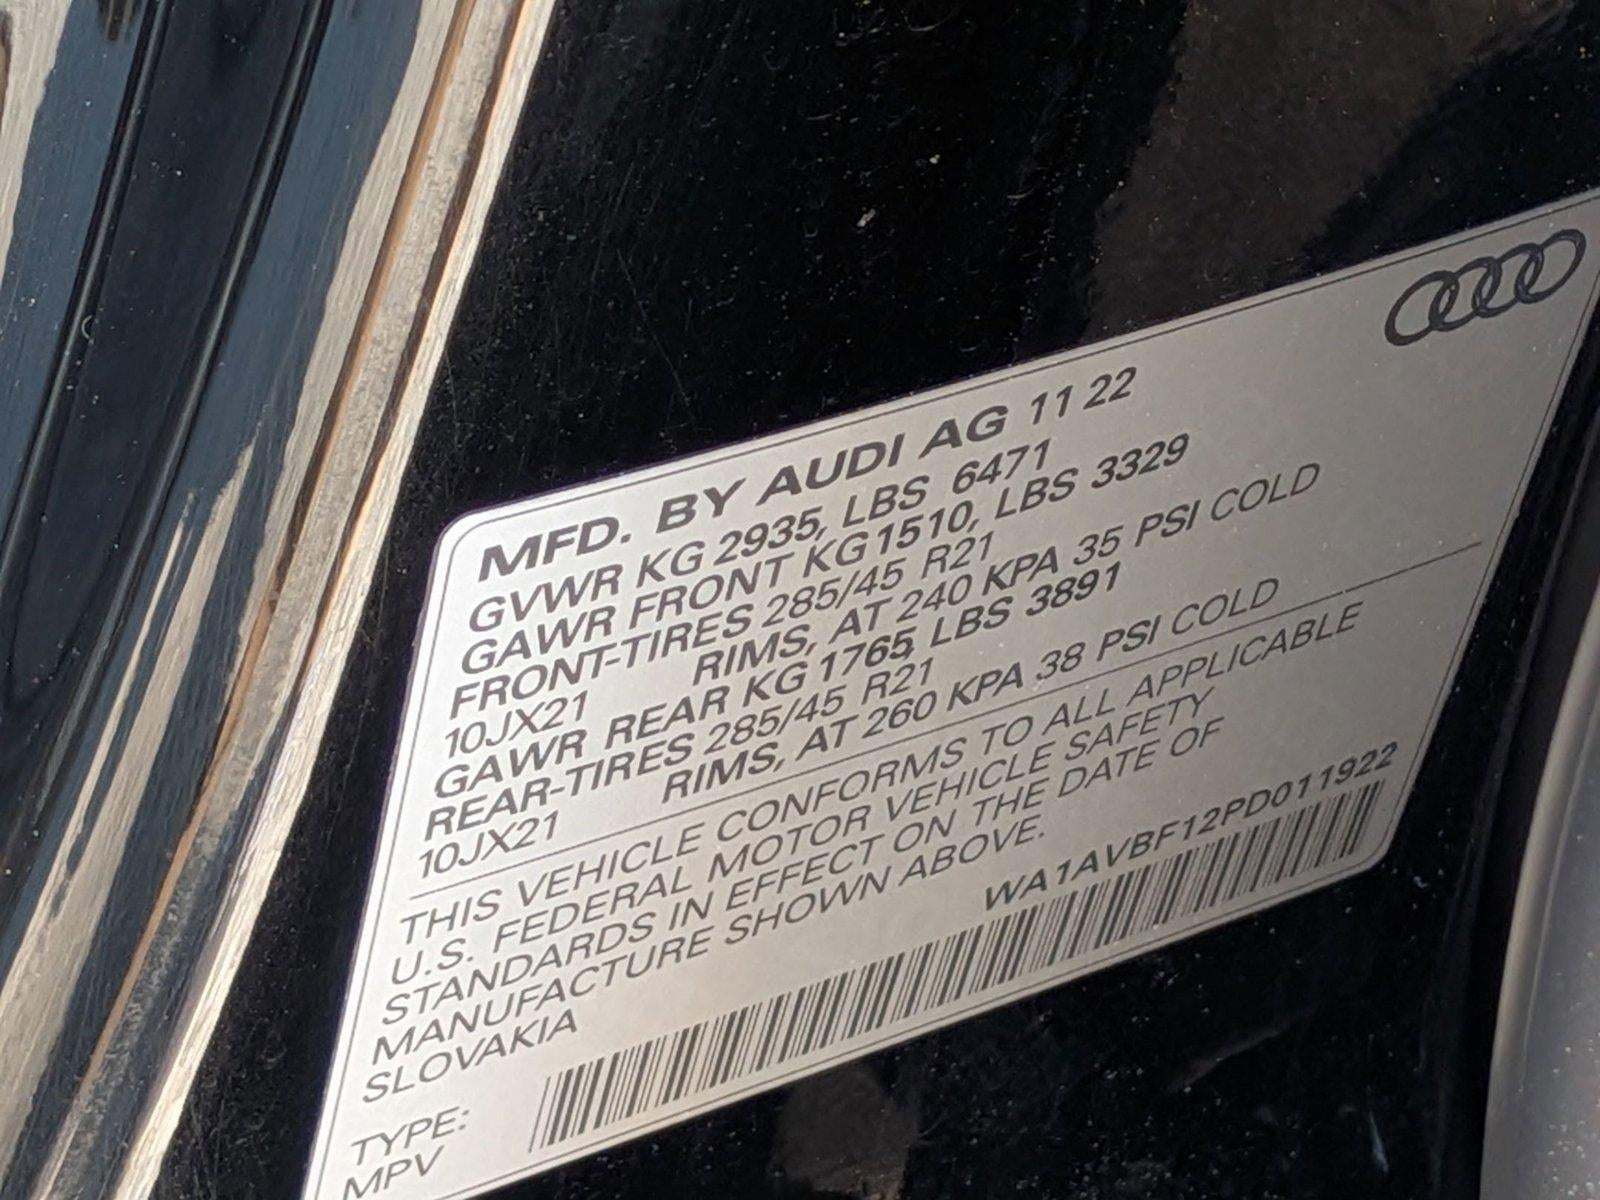 MFD. BY AUDI AG 11 22
GVWR KG 2935, LBS 6471
GAWR FRONT KG 1510, LBS 3329
FRONT-TIRES 285/45 R21
10JX21 RIMS, AT 240 KPA 35 PSI COLD
GAWR REAR KG 1765, LBS 3891
REAR-TIRES 285/45 R21
10JX21 RIMS, AT 260 KPA 38 PSI COLD
THIS VEHICLE CONFORMS TO ALL APPLICABLE
U.S. FEDERAL MOTOR VEHICLE SAFETY
STANDARDS IN EFFECT ON THE DATE OF
MANUFACTURE SHOWN ABOVE.
SLOVAKIA
WA1AVBF12PD011922
TYPE:
MPV